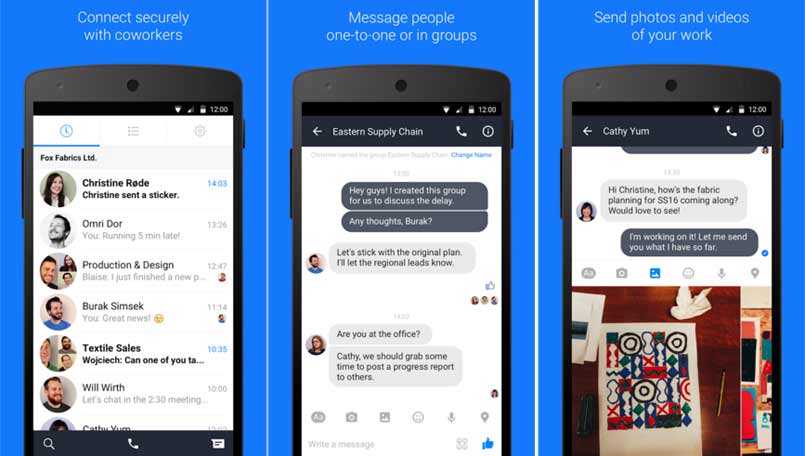 Connect securely
with coworkers
12:00
Fox Fabrics Ltd.
Christine Røde
14:03
Christine sent a sticker.
Omri Dor
13:26
You: Running 5 min late!
Production & Design
12:47
Blaise: I just finished a new p...
Burak Simsek
11:14
You: Great news!
Textile Sales
10:35
Wojciech: Can one of you ta...
Will Wirth
10:00
Let's chat in the 2:30 meeting...
Cathy Yum
Message people
one-to-one or in groups
12:00
Eastern Supply Chain
Christine named the group Eastern Supply Chain. Change Name
Hey guys! I created this group
for us to discuss the delay.
Any thoughts, Burak?
Let's stick with the original plan.
I'll let the regional leads know.
14:02
Are you at the office?
Cathy, we should grab some
time to post a progress report
to others.
Aa
Write a message
Send photos and videos
of your work
12:00
Cathy Yum
Hi Christine, how's the fabric
planning for SS16 coming along?
Would love to see!
I'm working on it! Let me send
you what I have so far.
Aa